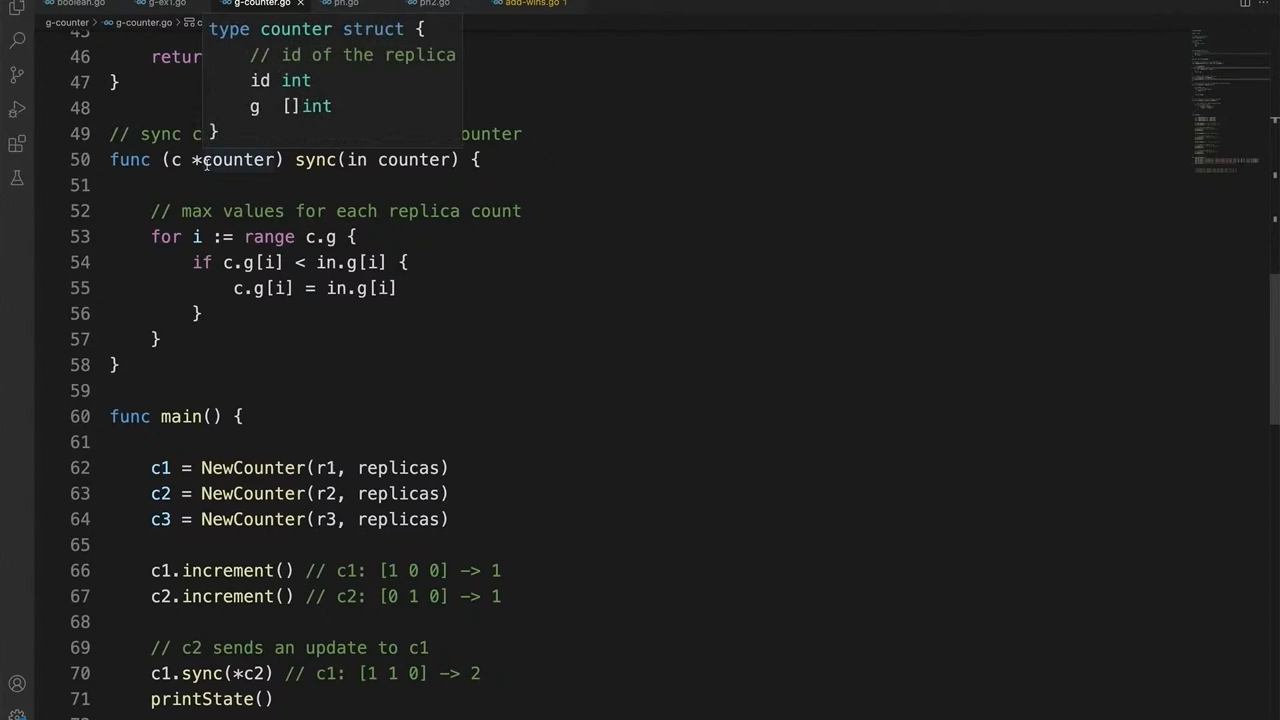 boolean.go g-ex1.go g-counter.go × pn.go pn2.go add-wins.go 1
g-counter > g-counter.go > c
type counter struct {
// id of the replica
id int
g []int
}
45
46 retur
47 }
48
49 // sync c ounter
50 func (c *counter) sync(in counter) {
51
52 // max values for each replica count
53 for i := range c.g {
54 if c.g[i] < in.g[i] {
55 c.g[i] = in.g[i]
56 }
57 }
58 }
59
60 func main() {
61
62 c1 = NewCounter(r1, replicas)
63 c2 = NewCounter(r2, replicas)
64 c3 = NewCounter(r3, replicas)
65
66 c1.increment() // c1: [1 0 0] -> 1
67 c2.increment() // c2: [0 1 0] -> 1
68
69 // c2 sends an update to c1
70 c1.sync(*c2) // c1: [1 1 0] -> 2
71 printState()